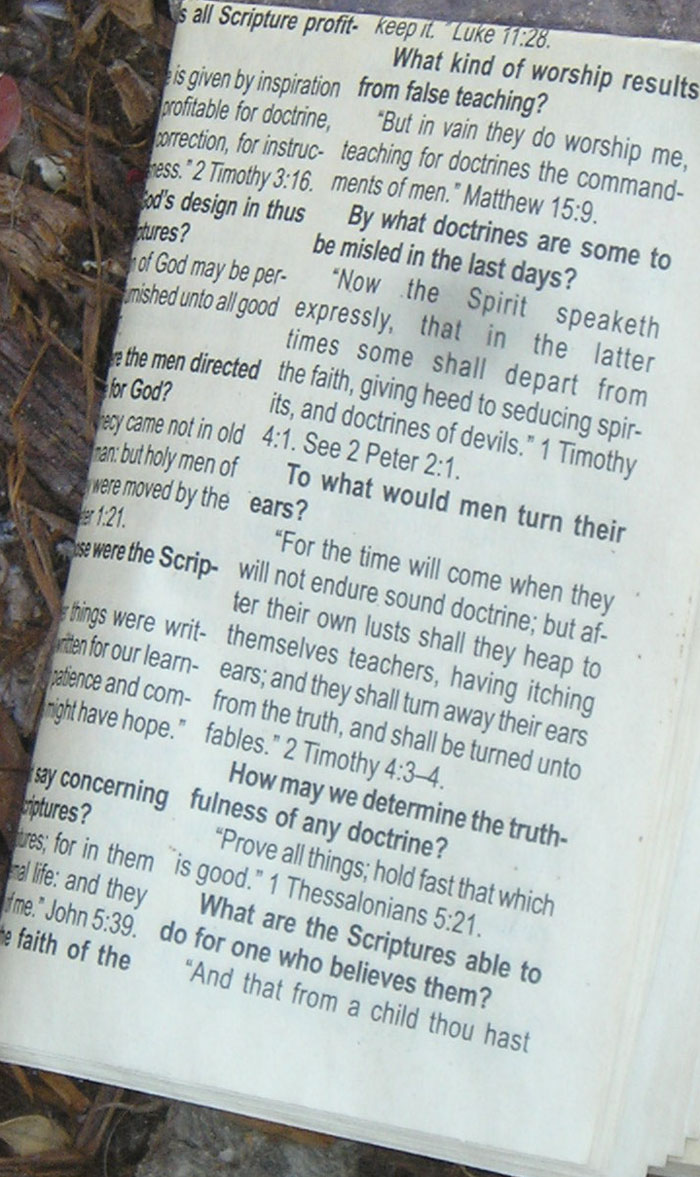 s all Scripture profit-
is given by inspiration
profitable for doctrine,
correction, for instruc-
ness." 2 Timothy 3:16.
God's design in thus
ptures?
of God may be per-
urnished unto all good
re the men directed
for God?
hecy came not in old
man: but holy men of
were moved by the
er 1:21.
ose were the Scrip-
things were writ-
written for our learn-
patience and com-
might have hope."
say concerning
criptures?
tures; for in them
nal life: and they
of me." John 5:39.
he faith of the
keep it. "Luke 11:28.
What kind of worship results
from false teaching?
"But in vain they do worship me,
teaching for doctrines the command-
ments of men." Matthew 15:9.
By what doctrines are some to
be misled in the last days?
"Now the Spirit speaketh
expressly, that in the latter
times some shall depart from
the faith, giving heed to seducing spir-
its, and doctrines of devils." 1 Timothy
4:1. See 2 Peter 2:1.
To what would men turn their
ears?
"For the time will come when they
will not endure sound doctrine; but af-
ter their own lusts shall they heap to
themselves teachers, having itching
ears; and they shall turn away their ears
from the truth, and shall be turned unto
fables." 2 Timothy 4:3–4.
How may we determine the truth-
fulness of any doctrine?
"Prove all things; hold fast that which
is good." 1 Thessalonians 5:21.
What are the Scriptures able to
do for one who believes them?
"And that from a child thou hast